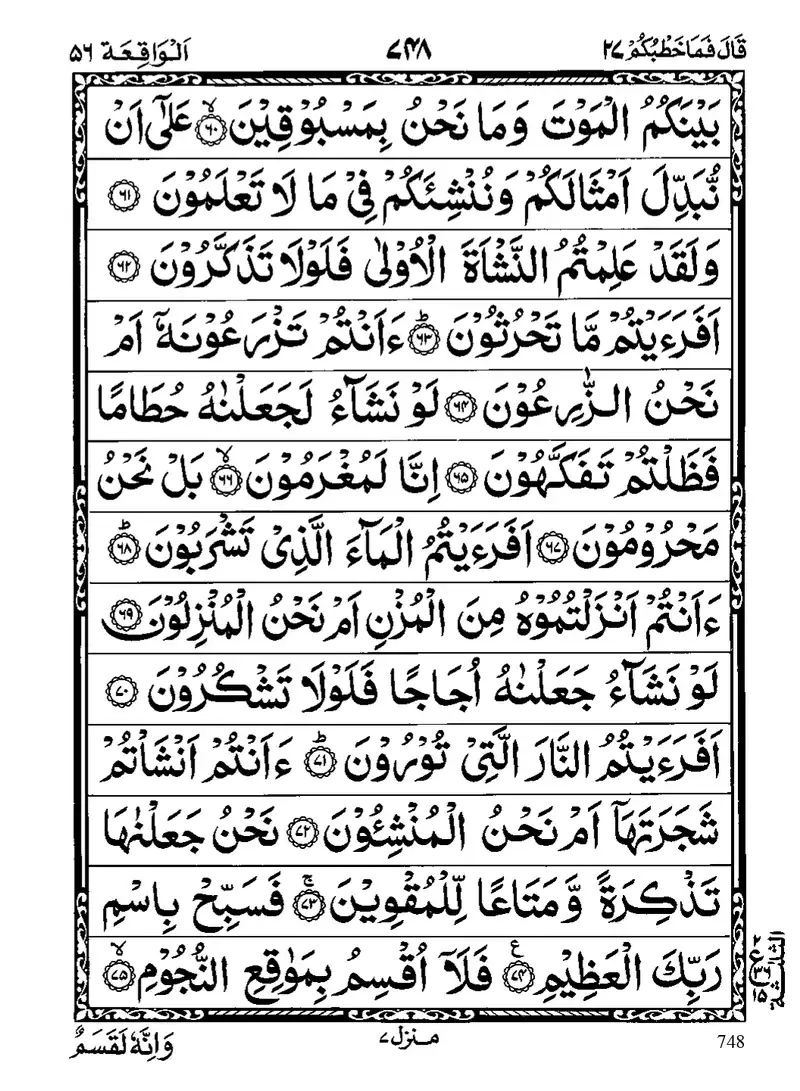 قَالَ فَمَا خَطْبُكُمْ ٢٧
٧٤٨
اَلْوَاقِعَة ٥٦
بَيْنَكُمُ الْمَوْتَ وَمَا نَحْنُ بِمَسْبُوْقِيْنَ ۙ﴿٦٠﴾ عَلٰٓى اَنْ
نُّبَدِّلَ اَمْثَالَكُمْ وَنُنْشِئَكُمْ فِيْ مَا لَا تَعْلَمُوْنَ ﴿٦١﴾
وَلَقَدْ عَلِمْتُمُ النَّشْاَةَ الْاُوْلٰى فَلَوْلَا تَذَكَّرُوْنَ ﴿٦٢﴾
اَفَرَءَيْتُمْ مَّا تَحْرُثُوْنَ ؕ﴿٦٣﴾ ءَاَنْتُمْ تَزْرَعُوْنَهٗۤ اَمْ
نَحْنُ الزّٰرِعُوْنَ ﴿٦٤﴾ لَوْ نَشَآءُ لَجَعَلْنٰهُ حُطَامًا
فَظَلْتُمْ تَفَكَّهُوْنَ ﴿٦٥﴾ اِنَّا لَمُغْرَمُوْنَ ۙ﴿٦٦﴾ بَلْ نَحْنُ
مَحْرُوْمُوْنَ ﴿٦٧﴾ اَفَرَءَيْتُمُ الْمَآءَ الَّذِيْ تَشْرَبُوْنَ ؕ﴿٦٨﴾
ءَاَنْتُمْ اَنْزَلْتُمُوْهُ مِنَ الْمُزْنِ اَمْ نَحْنُ الْمُنْزِلُوْنَ ﴿٦٩﴾
لَوْ نَشَآءُ جَعَلْنٰهُ اُجَاجًا فَلَوْلَا تَشْكُرُوْنَ ﴿٧٠﴾
اَفَرَءَيْتُمُ النَّارَ الَّتِيْ تُوْرُوْنَ ؕ﴿٧١﴾ ءَاَنْتُمْ اَنْشَاْتُمْ
شَجَرَتَهَاۤ اَمْ نَحْنُ الْمُنْشِـُٔوْنَ ﴿٧٢﴾ نَحْنُ جَعَلْنٰهَا
تَذْكِرَةً وَّمَتَاعًا لِّلْمُقْوِيْنَ ۚ﴿٧٣﴾ فَسَبِّحْ بِاسْمِ
رَبِّكَ الْعَظِيْمِ ﴿٧٤﴾ فَلَاۤ اُقْسِمُ بِمَوٰقِعِ النُّجُوْمِ ۙ﴿٧٥﴾
وَاِنَّهٗ لَقَسَمٌ
منزل ٧
748